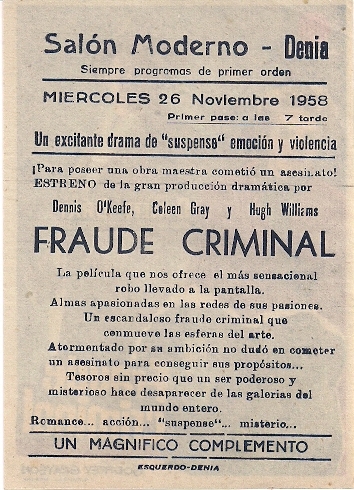 Salón Moderno - Denia
Siempre programas de primer orden
MIERCOLES 26 Noviembre 1958
Primer pase: a las 7 tarde
Un excitante drama de "suspense" emoción y violencia
¡Para poseer una obra maestra cometió un asesinato!
ESTRENO de la gran producción dramática por
Dennis O'Keefe, Coleen Gray y Hugh Williams
FRAUDE CRIMINAL
La película que nos ofrece el más sensacional
robo llevado a la pantalla.
Almas apasionadas en las redes de sus pasiones.
Un escandaloso fraude criminal que
conmueve las esferas del arte.
Atormentado por su ambición no dudó en cometer
un asesinato para conseguir sus propósitos...
Tesoros sin precio que un ser poderoso y
misterioso hace desaparecer de las galerías del
mundo entero.
Romance... acción... "suspense"... misterio...
UN MAGNIFICO COMPLEMENTO
ESQUERDO-DENIA